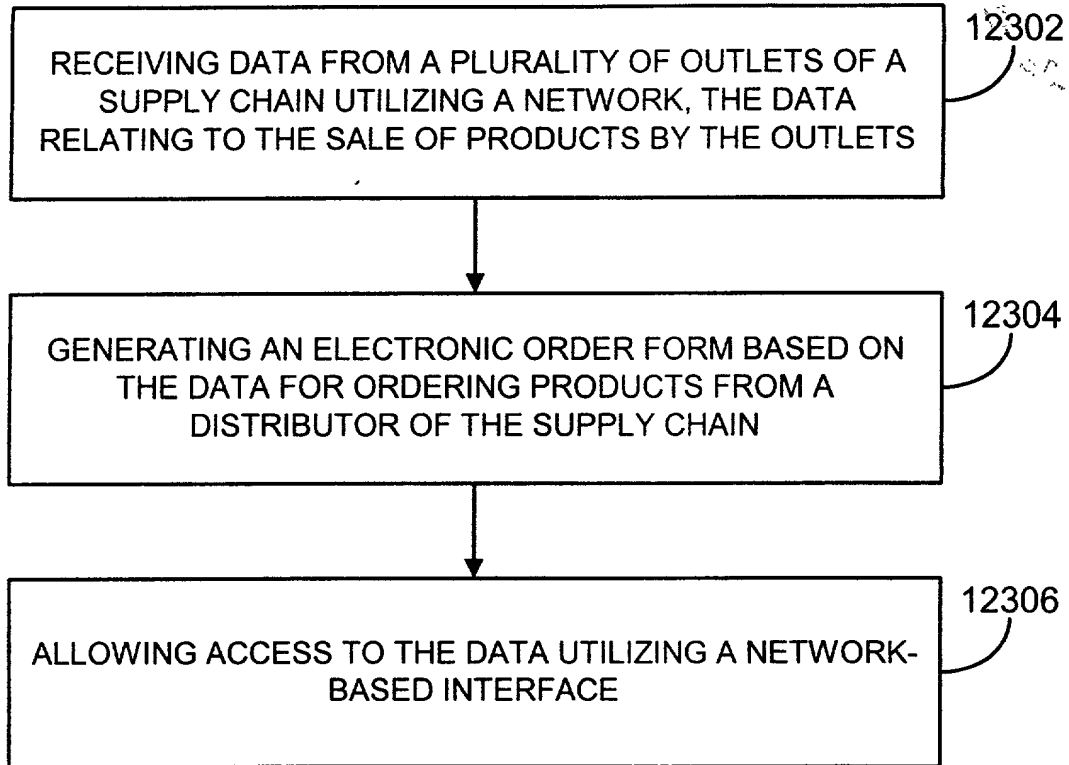 12302
RECEIVING DATA FROM A PLURALITY OF OUTLETS OF A
SUPPLY CHAIN UTILIZING A NETWORK, THE DATA
RELATING TO THE SALE OF PRODUCTS BY THE OUTLETS
12304
GENERATING AN ELECTRONIC ORDER FORM BASED ON
THE DATA FOR ORDERING PRODUCTS FROM A
DISTRIBUTOR OF THE SUPPLY CHAIN
12306
ALLOWING ACCESS TO THE DATA UTILIZING A NETWORK-
BASED INTERFACE